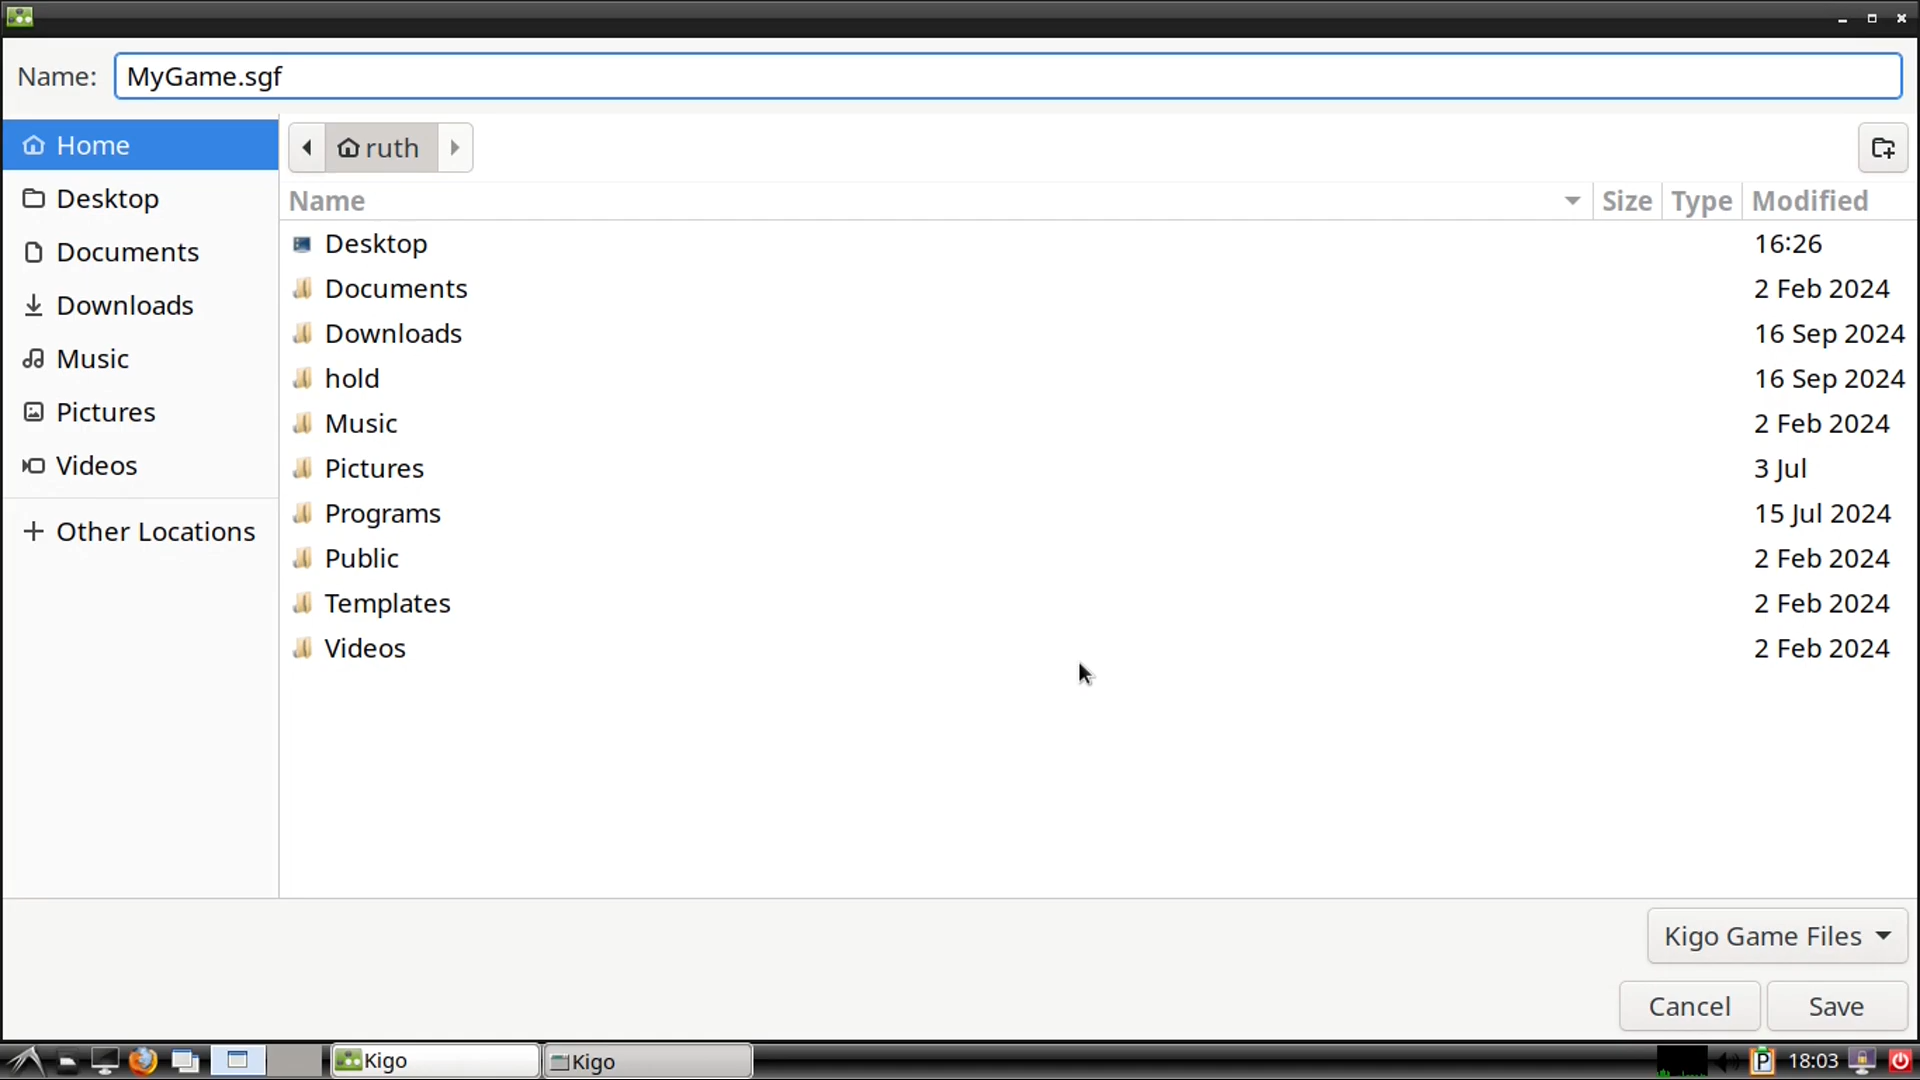 Name: MyGame.sgf
Home
Desktop
Documents
Downloads
Music
Pictures
Videos
Other Locations
ruth
Name Size Type Modified
Desktop 16:26
Documents 2 Feb 2024
Downloads 16 Sep 2024
hold 16 Sep 2024
Music 2 Feb 2024
Pictures 3 Jul
Programs 15 Jul 2024
Public 2 Feb 2024
Templates 2 Feb 2024
Videos 2 Feb 2024
Kigo Game Files
Cancel Save
Kigo Kigo P 18:03